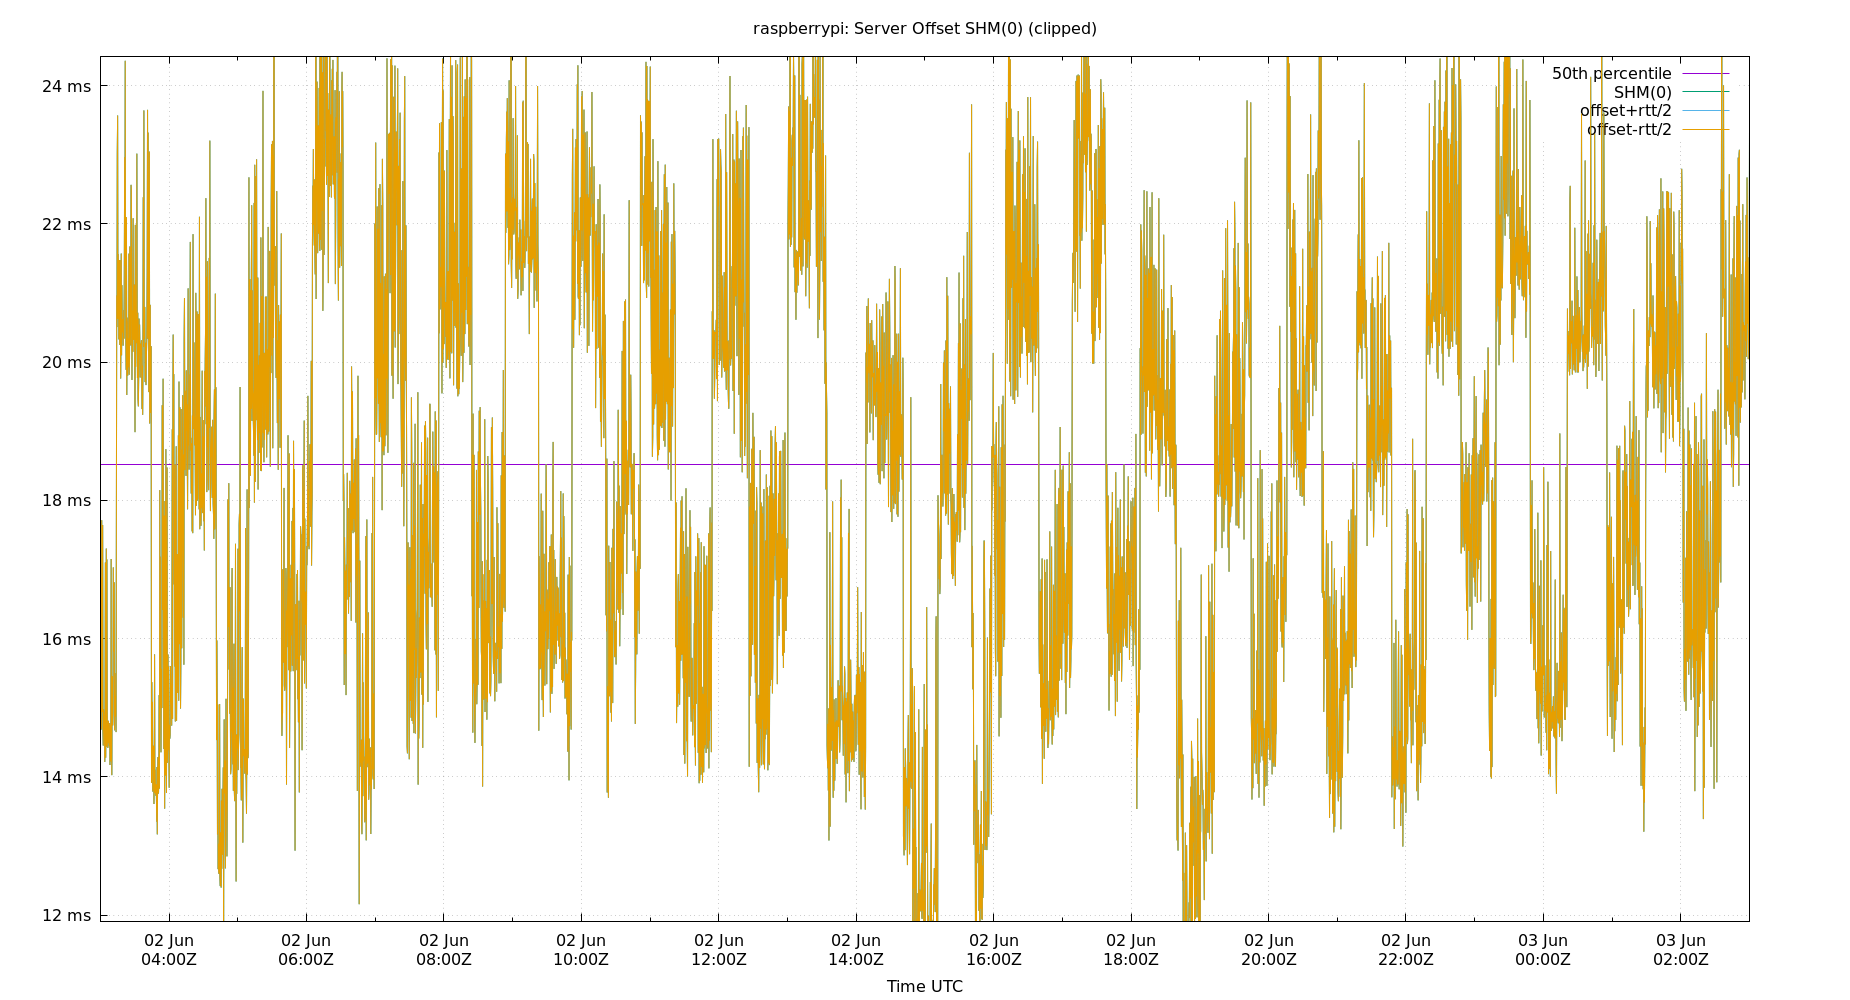 raspberrypi: Server Offset SHM(0) (clipped)
24 ms
22 ms
20 ms
18 ms
16 ms
14 ms
12 ms
50th percentile
SHM(0)
offset+rtt/2
offset-rtt/2
02 Jun 02 Jun 02 Jun 02 Jun 02 Jun 02 Jun 02 Jun 02 Jun 02 Jun 02 Jun 03 Jun 03 Jun
04:00Z 06:00Z 08:00Z 10:00Z 12:00Z 14:00Z 16:00Z 18:00Z 20:00Z 22:00Z 00:00Z 02:00Z
Time UTC